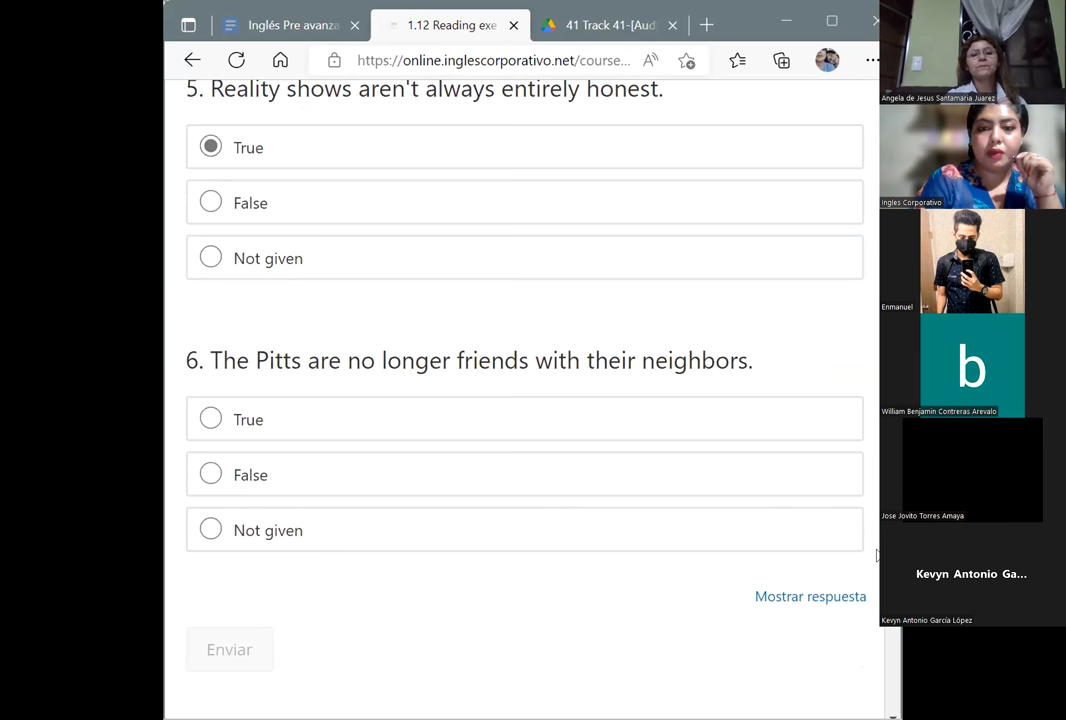 Inglés Pre avanza
1.12 Reading exe
41 Track 41-[Aud
https://online.inglescorporativo.net/course...
5. Reality shows aren't always entirely honest.
True
False
Not given
6. The Pitts are no longer friends with their neighbors.
True
False
Not given
Mostrar respuesta
Enviar
Angela de Jesus Santamaria Juarez
Ingles Corporativo
Enmanuel
b
William Benjamin Contreras Arevalo
Jose Jovito Torres Amaya
Kevyn Antonio Ga...
Kevyn Antonio García López